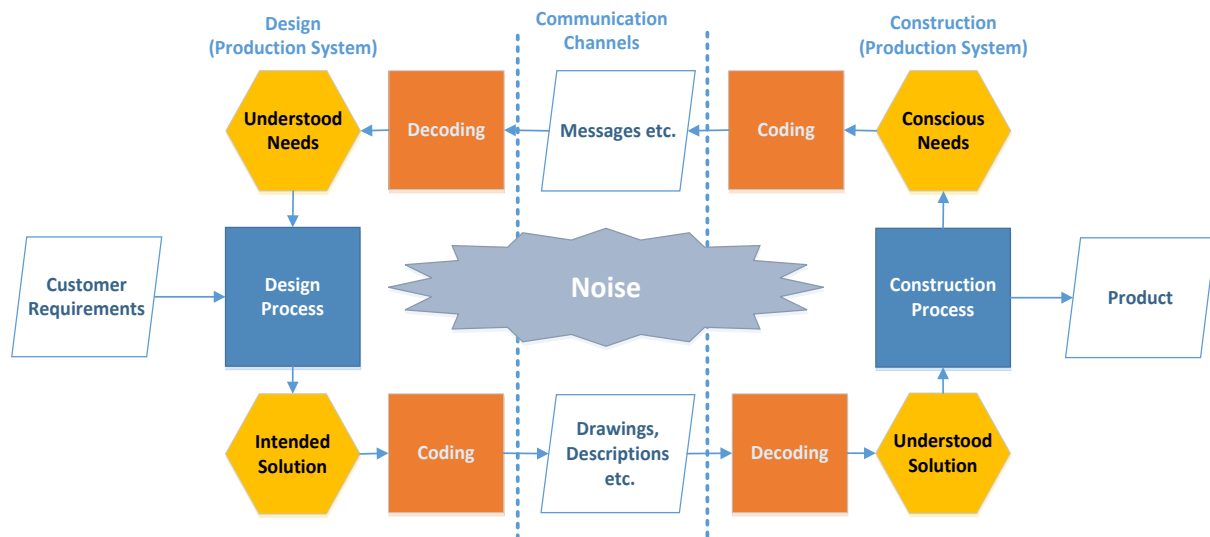 Design
(Production System)
Communication
Channels
Construction
(Production System)
Understood
Needs
Decoding
Messages etc.
Coding
Conscious
Needs
Customer
Requirements
Design
Process
Noise
Construction
Process
Product
Intended
Solution
Coding
Drawings,
Descriptions
etc.
Decoding
Understood
Solution